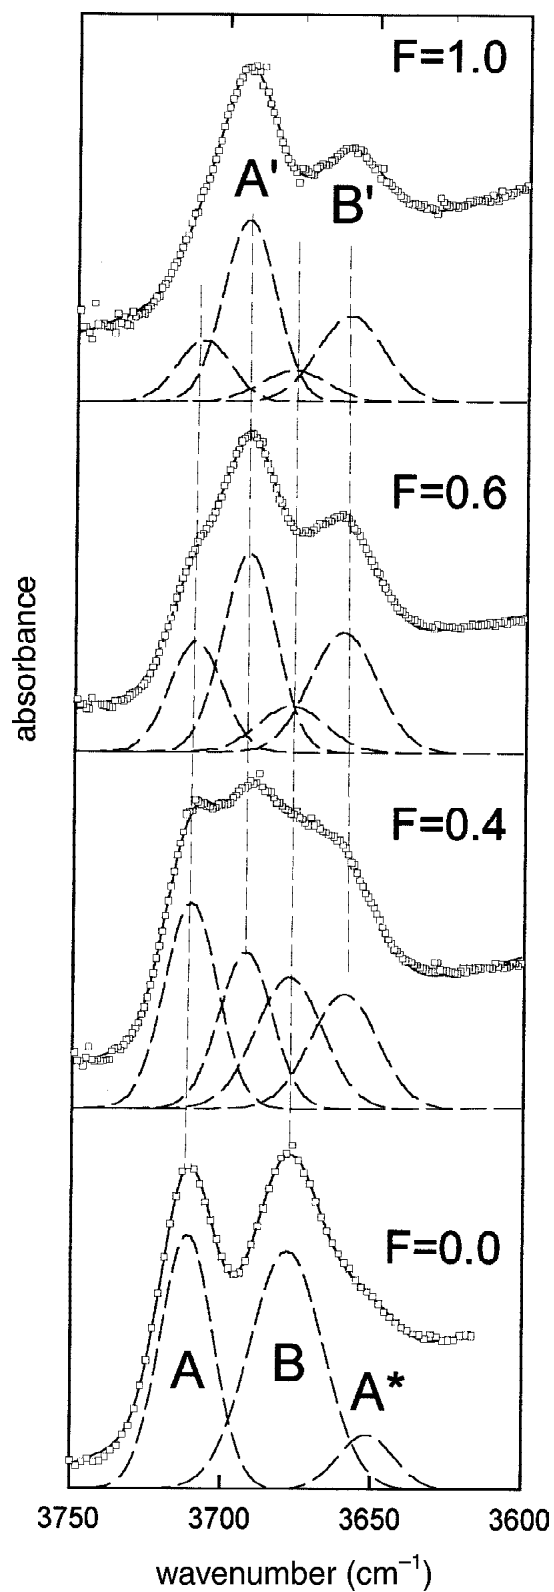 F=1.0
A'
B'
F=0.6
absorbance
F=0.4
F=0.0
A
B
A*
3750 3700 3650 3600
wavenumber (cm⁻¹)